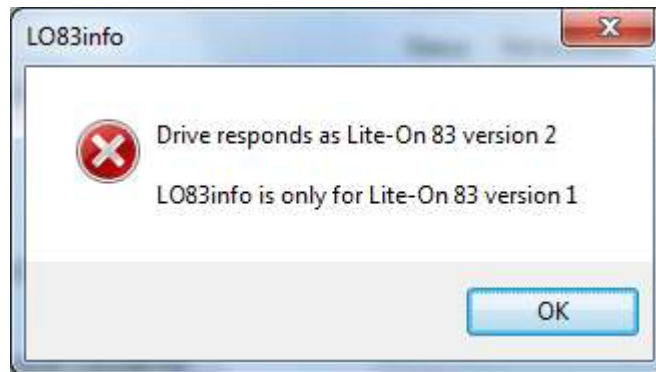 LO83info
Drive responds as Lite-On 83 version 2
LO83info is only for Lite-On 83 version 1
OK